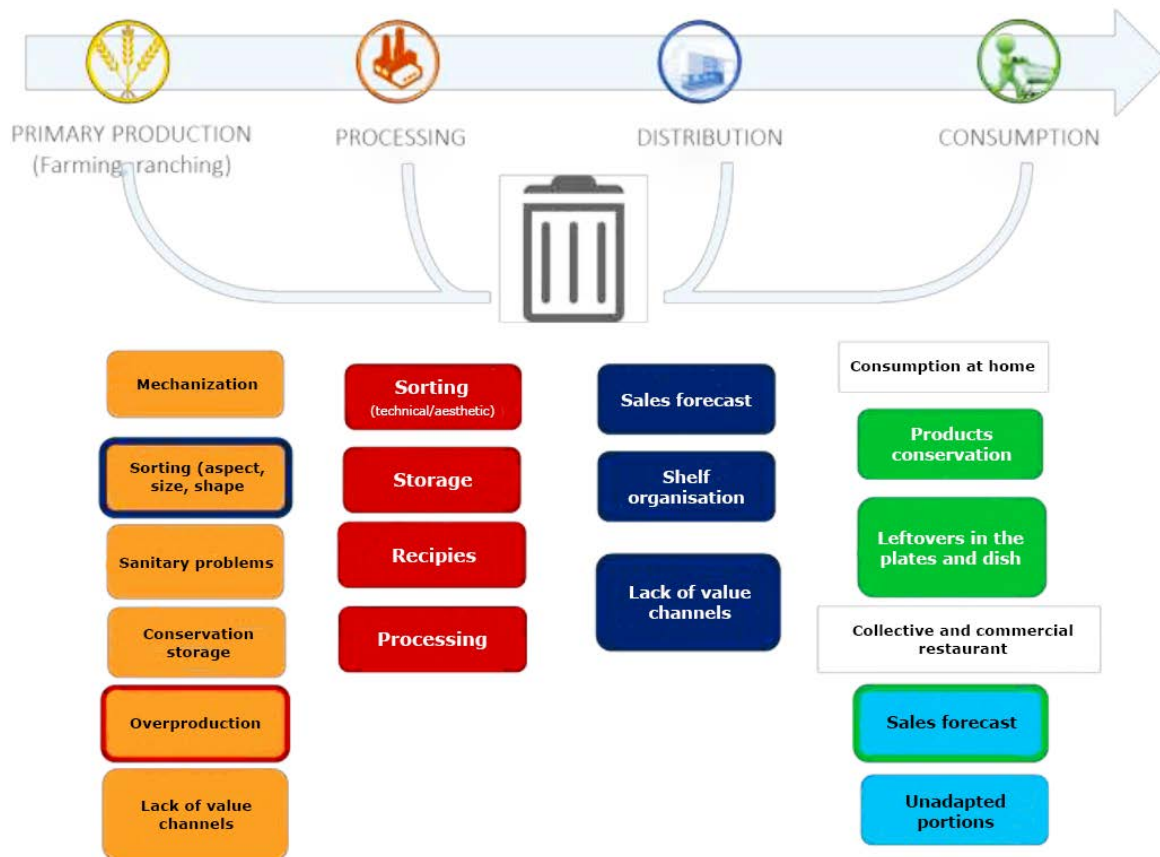 PRIMARY PRODUCTION
(Farming, ranching)
PROCESSING
DISTRIBUTION
CONSUMPTION
Mechanization
Sorting (aspect,
size, shape
Sanitary problems
Conservation
storage
Overproduction
Lack of value
channels
Sorting
(technical/aesthetic)
Storage
Recipies
Processing
Sales forecast
Shelf
organisation
Lack of value
channels
Consumption at home
Products
conservation
Leftovers in the
plates and dish
Collective and commercial
restaurant
Sales forecast
Unadapted
portions